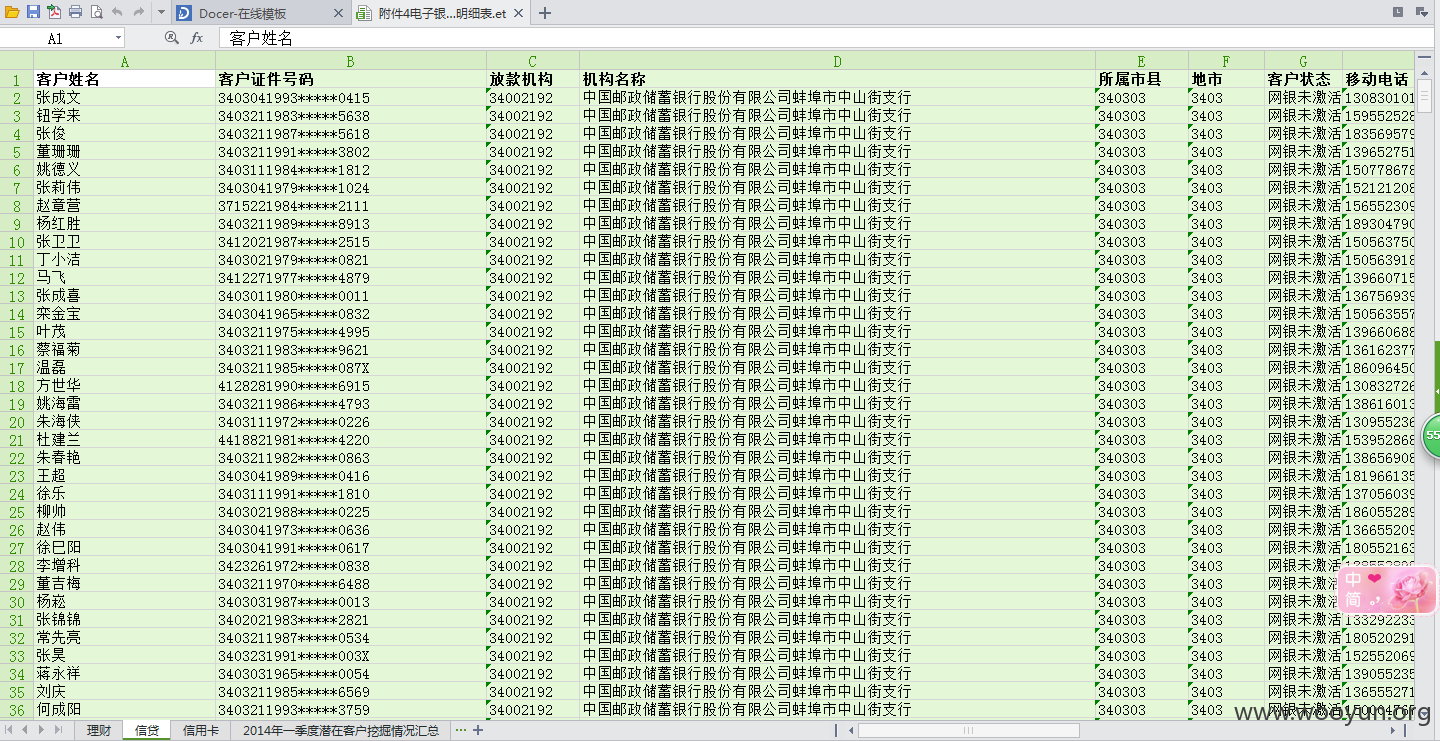 Docer-在线模板 附件4电子银...明细表.et
A1 fx 客户姓名
A B C D E F G
1 客户姓名 客户证件号码 放款机构 机构名称 所属市县 地市 客户状态 移动电话
2 张成文 3403041993*****0415 34002192 中国邮政储蓄银行股份有限公司蚌埠市中山街支行 340303 3403 网银未激活 130830101
3 钮学来 3403211983*****5638 34002192 中国邮政储蓄银行股份有限公司蚌埠市中山街支行 340303 3403 网银未激活 159552528
4 张俊 3403211987*****5618 34002192 中国邮政储蓄银行股份有限公司蚌埠市中山街支行 340303 3403 网银未激活 183569579
5 董珊珊 3403211991*****3802 34002192 中国邮政储蓄银行股份有限公司蚌埠市中山街支行 340303 3403 网银未激活 139652751
6 姚德义 3403111984*****1812 34002192 中国邮政储蓄银行股份有限公司蚌埠市中山街支行 340303 3403 网银未激活 150778678
7 张莉伟 3403041979*****1024 34002192 中国邮政储蓄银行股份有限公司蚌埠市中山街支行 340303 3403 网银未激活 152121208
8 赵章营 3715221984*****2111 34002192 中国邮政储蓄银行股份有限公司蚌埠市中山街支行 340303 3403 网银未激活 156552309
9 杨红胜 3403211989*****8913 34002192 中国邮政储蓄银行股份有限公司蚌埠市中山街支行 340303 3403 网银未激活 189304790
10 张卫卫 3412021987*****2515 34002192 中国邮政储蓄银行股份有限公司蚌埠市中山街支行 340303 3403 网银未激活 150563750
11 丁小洁 3403021979*****0821 34002192 中国邮政储蓄银行股份有限公司蚌埠市中山街支行 340303 3403 网银未激活 150563918
12 马飞 3412271977*****4879 34002192 中国邮政储蓄银行股份有限公司蚌埠市中山街支行 340303 3403 网银未激活 139660715
13 张成喜 3403011980*****0011 34002192 中国邮政储蓄银行股份有限公司蚌埠市中山街支行 340303 3403 网银未激活 136756939
14 栾金宝 3403041965*****0832 34002192 中国邮政储蓄银行股份有限公司蚌埠市中山街支行 340303 3403 网银未激活 150563557
15 叶茂 3403211975*****4995 34002192 中国邮政储蓄银行股份有限公司蚌埠市中山街支行 340303 3403 网银未激活 139660688
16 蔡福菊 3403211983*****9621 34002192 中国邮政储蓄银行股份有限公司蚌埠市中山街支行 340303 3403 网银未激活 136162377
17 温磊 3403211985*****087X 34002192 中国邮政储蓄银行股份有限公司蚌埠市中山街支行 340303 3403 网银未激活 186096450
18 方世华 4128281990*****6915 34002192 中国邮政储蓄银行股份有限公司蚌埠市中山街支行 340303 3403 网银未激活 130832726
19 姚海雷 3403211986*****4793 34002192 中国邮政储蓄银行股份有限公司蚌埠市中山街支行 340303 3403 网银未激活 138616013
20 朱海侠 3403111972*****0226 34002192 中国邮政储蓄银行股份有限公司蚌埠市中山街支行 340303 3403 网银未激活 130955236
21 杜建兰 4418821981*****4220 34002192 中国邮政储蓄银行股份有限公司蚌埠市中山街支行 340303 3403 网银未激活 153952868
22 朱春艳 3403211982*****0863 34002192 中国邮政储蓄银行股份有限公司蚌埠市中山街支行 340303 3403 网银未激活 138656908
23 王超 3403041989*****0416 34002192 中国邮政储蓄银行股份有限公司蚌埠市中山街支行 340303 3403 网银未激活 181966135
24 徐乐 3403111991*****1810 34002192 中国邮政储蓄银行股份有限公司蚌埠市中山街支行 340303 3403 网银未激活 137056039
25 柳帅 3403021988*****0225 34002192 中国邮政储蓄银行股份有限公司蚌埠市中山街支行 340303 3403 网银未激活 186055289
26 赵伟 3403041973*****0636 34002192 中国邮政储蓄银行股份有限公司蚌埠市中山街支行 340303 3403 网银未激活 136655209
27 徐巳阳 3403041991*****0617 34002192 中国邮政储蓄银行股份有限公司蚌埠市中山街支行 340303 3403 网银未激活 180552163
28 李增科 3423261972*****0838 34002192 中国邮政储蓄银行股份有限公司蚌埠市中山街支行 340303 3403 网银未激活
29 董吉梅 3403211970*****6488 34002192 中国邮政储蓄银行股份有限公司蚌埠市中山街支行 340303 3403 网银未激
30 杨崧 3403031987*****0013 34002192 中国邮政储蓄银行股份有限公司蚌埠市中山街支行 340303 3403 网银未激
31 张锦锦 3402021983*****2821 34002192 中国邮政储蓄银行股份有限公司蚌埠市中山街支行 340303 3403 网银未激活 133292233
32 常先亮 3403211987*****0534 34002192 中国邮政储蓄银行股份有限公司蚌埠市中山街支行 340303 3403 网银未激活 180520291
33 张昊 3403231991*****003X 34002192 中国邮政储蓄银行股份有限公司蚌埠市中山街支行 340303 3403 网银未激活 152552069
34 蒋永祥 3403031965*****0054 34002192 中国邮政储蓄银行股份有限公司蚌埠市中山街支行 340303 3403 网银未激活 139055235
35 刘庆 3403211985*****6569 34002192 中国邮政储蓄银行股份有限公司蚌埠市中山街支行 340303 3403 网银未激活 136555271
36 何成阳 3403211993*****3759 34002192 中国邮政储蓄银行股份有限公司蚌埠市中山街支行 340303 3403 网银未激活
55
中
简
www.wooyun.org
理财 信贷 信用卡 2014年一季度潜在客户挖掘情况汇总 ···